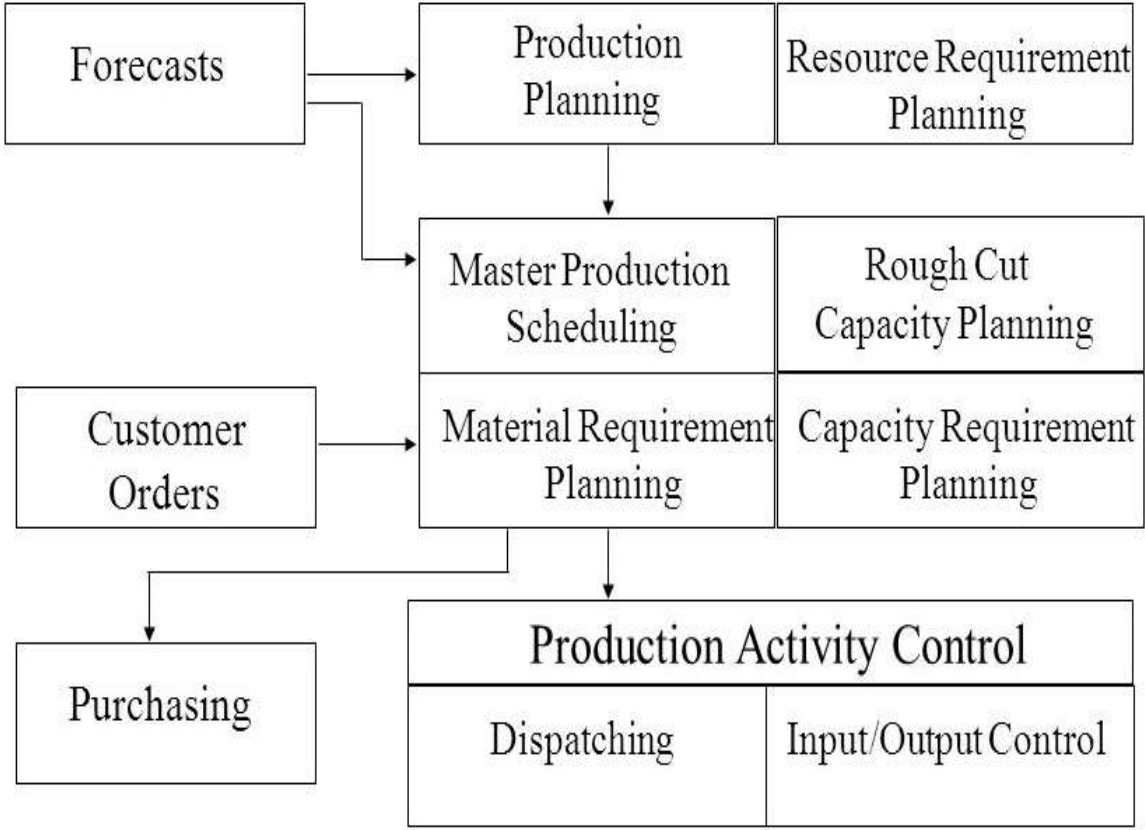 Forecasts
Production
Planning
Resource Requirement
Planning
Master Production
Scheduling
Rough Cut
Capacity Planning
Customer
Orders
Material Requirement
Planning
Capacity Requirement
Planning
Purchasing
Production Activity Control
Dispatching
Input/Output Control